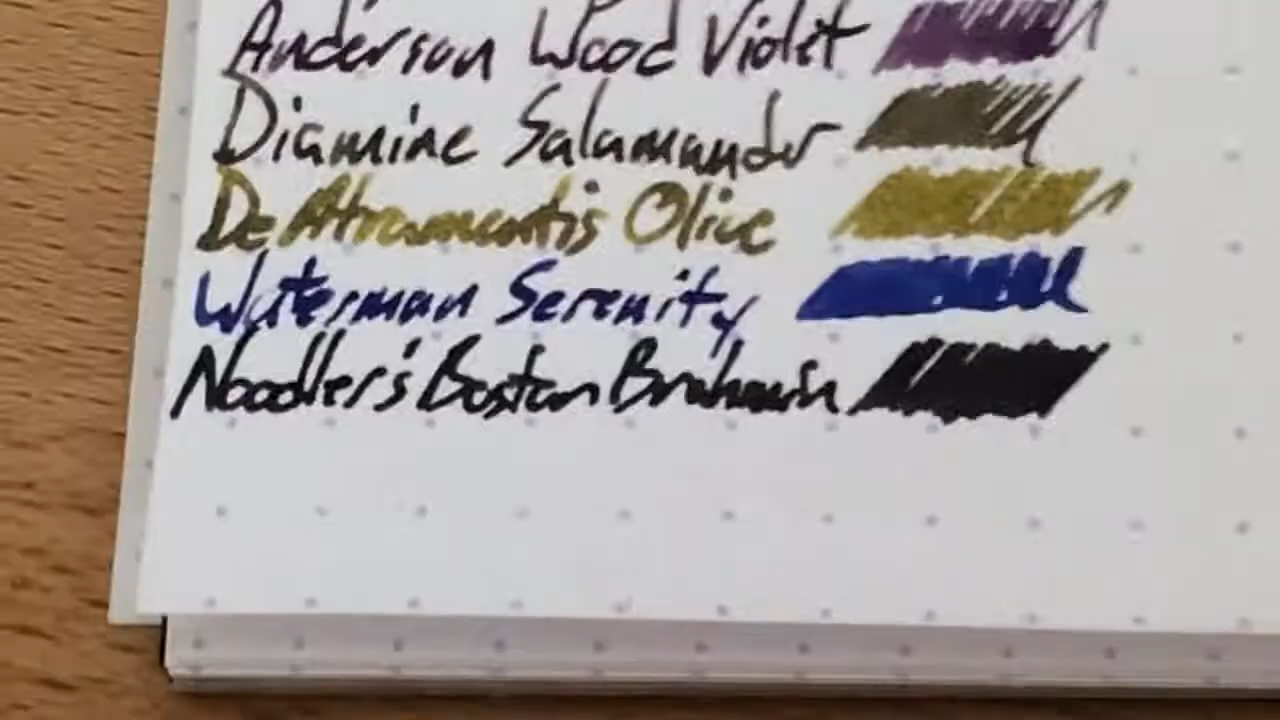 Anderson Wood Violet
Diamine Salamander
De Atramentis Olive
Waterman Serenity
Noodler's Boston Brahmin